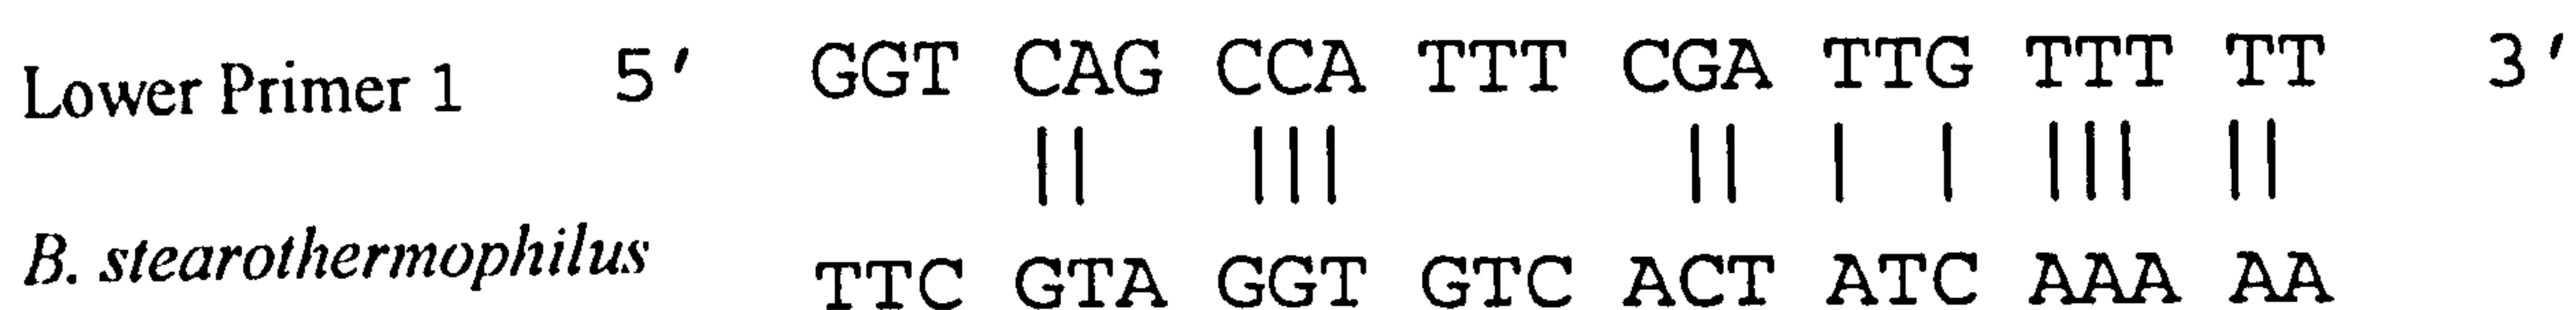 Lower Primer 1 5' GGT CAG CCA TTT CGA TTG TTT TT 3'
|| ||| || | | ||| ||
B. stearothermophilus TTC GTA GGT GTC ACT ATC AAA AA